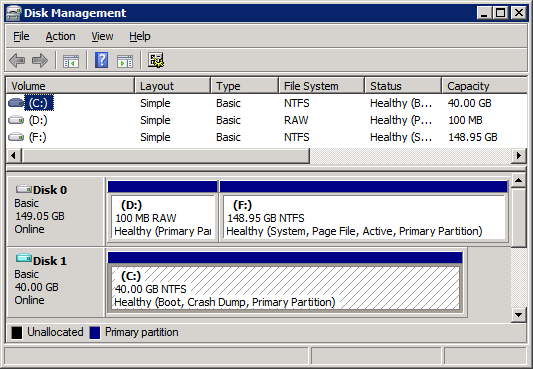 Disk Management
File Action View Help
Volume Layout Type File System Status Capacity
(C:) Simple Basic NTFS Healthy (B... 40.00 GB
(D:) Simple Basic RAW Healthy (P... 100 MB
(F:) Simple Basic NTFS Healthy (S... 148.95 GB
Disk 0
Basic
149.05 GB
Online
(D:)
100 MB RAW
Healthy (Primary Pa
(F:)
148.95 GB NTFS
Healthy (System, Page File, Active, Primary Partition)
Disk 1
Basic
40.00 GB
Online
(C:)
40.00 GB NTFS
Healthy (Boot, Crash Dump, Primary Partition)
Unallocated Primary partition